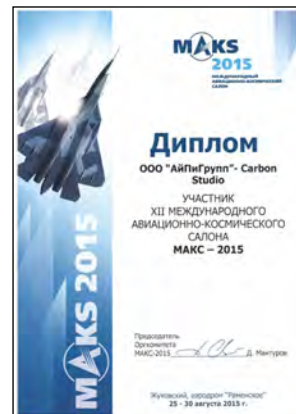 МАКS
2015
МЕЖДУНАРОДНЫЙ
АВИАЦИОННО-КОСМИЧЕСКИЙ
САЛОН
Диплом
ООО "АйПиГрупп"- Carbon
Studio
УЧАСТНИК
XII МЕЖДУНАРОДНОГО
АВИАЦИОННО-КОСМИЧЕСКОГО
САЛОНА
МАКС – 2015
Председатель
Оргкомитета
МАКС-2015 Д. Мантуров
Жуковский, аэродром "Раменское"
25 - 30 августа 2015 г.
MAKS 2015